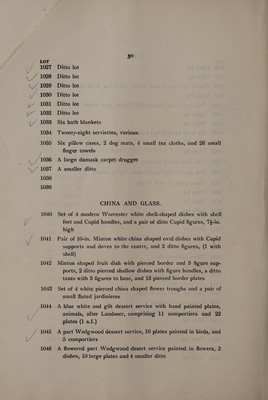 50
LOT
1027 Ditto lot
1028 Ditto lot
1029 Ditto lot
1030 Ditto lot
1031 Ditto lot
1032 Ditto lot
1033 Six bath blankets
1034 Twenty-eight serviettes, various
1035 Six pillow cases, 2 dog mats, 4 small tea cloths, and 26 small
finger towels
1036 A large damask carpet drugget
1037 A smaller ditto
1038
1039
CHINA AND GLASS.
1040 Set of 4 modern Worcester white shell-shaped dishes with shell
feet and Cupid handles, and a pair of ditto Cupid figures, 7½-in.
high
1041 Pair of 10-in. Minton white china shaped oval dishes with Cupid
supports and doves to the centre, and 2 ditto figures, (1 with
shell)
1042 Minton shaped fruit dish with pierced border and 3 figure sup-
ports, 2 ditto pierced shallow dishes with figure handles, a ditto
tazza with 3 figures to base, and 12 pierced border plates
1043 Set of 4 white pierced china shaped flower troughs and a pair of
small fluted jardinieres
1044 A blue white and gilt dessert service with hand painted plates,
animals, after Landseer, comprising 11 comportiers and 22
plates (1 a.f.)
1045 A part Wedgwood dessert service, 10 plates painted in birds, and
5 comportiers
1046 A flowered part Wedgwood desert service painted in flowers, 2
dishes, 10 large plates and 4 smaller ditto